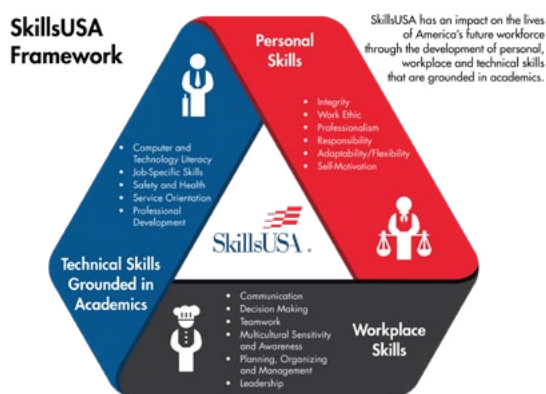 SkillsUSA
Framework
SkillsUSA has an impact on the lives
of America's future workforce
through the development of personal,
workplace and technical skills
that are grounded in academics.
Personal
Skills
• Integrity
• Work Ethic
• Professionalism
• Responsibility
• Adaptability/Flexibility
• Self-Motivation
• Computer and
Technology Literacy
• Job-Specific Skills
• Safety and Health
• Service Orientation
• Professional
Development
SkillsUSA®
Technical Skills
Grounded in
Academics
• Communication
• Decision Making
• Teamwork
• Multicultural Sensitivity
and Awareness
• Planning, Organizing
and Management
• Leadership
Workplace
Skills